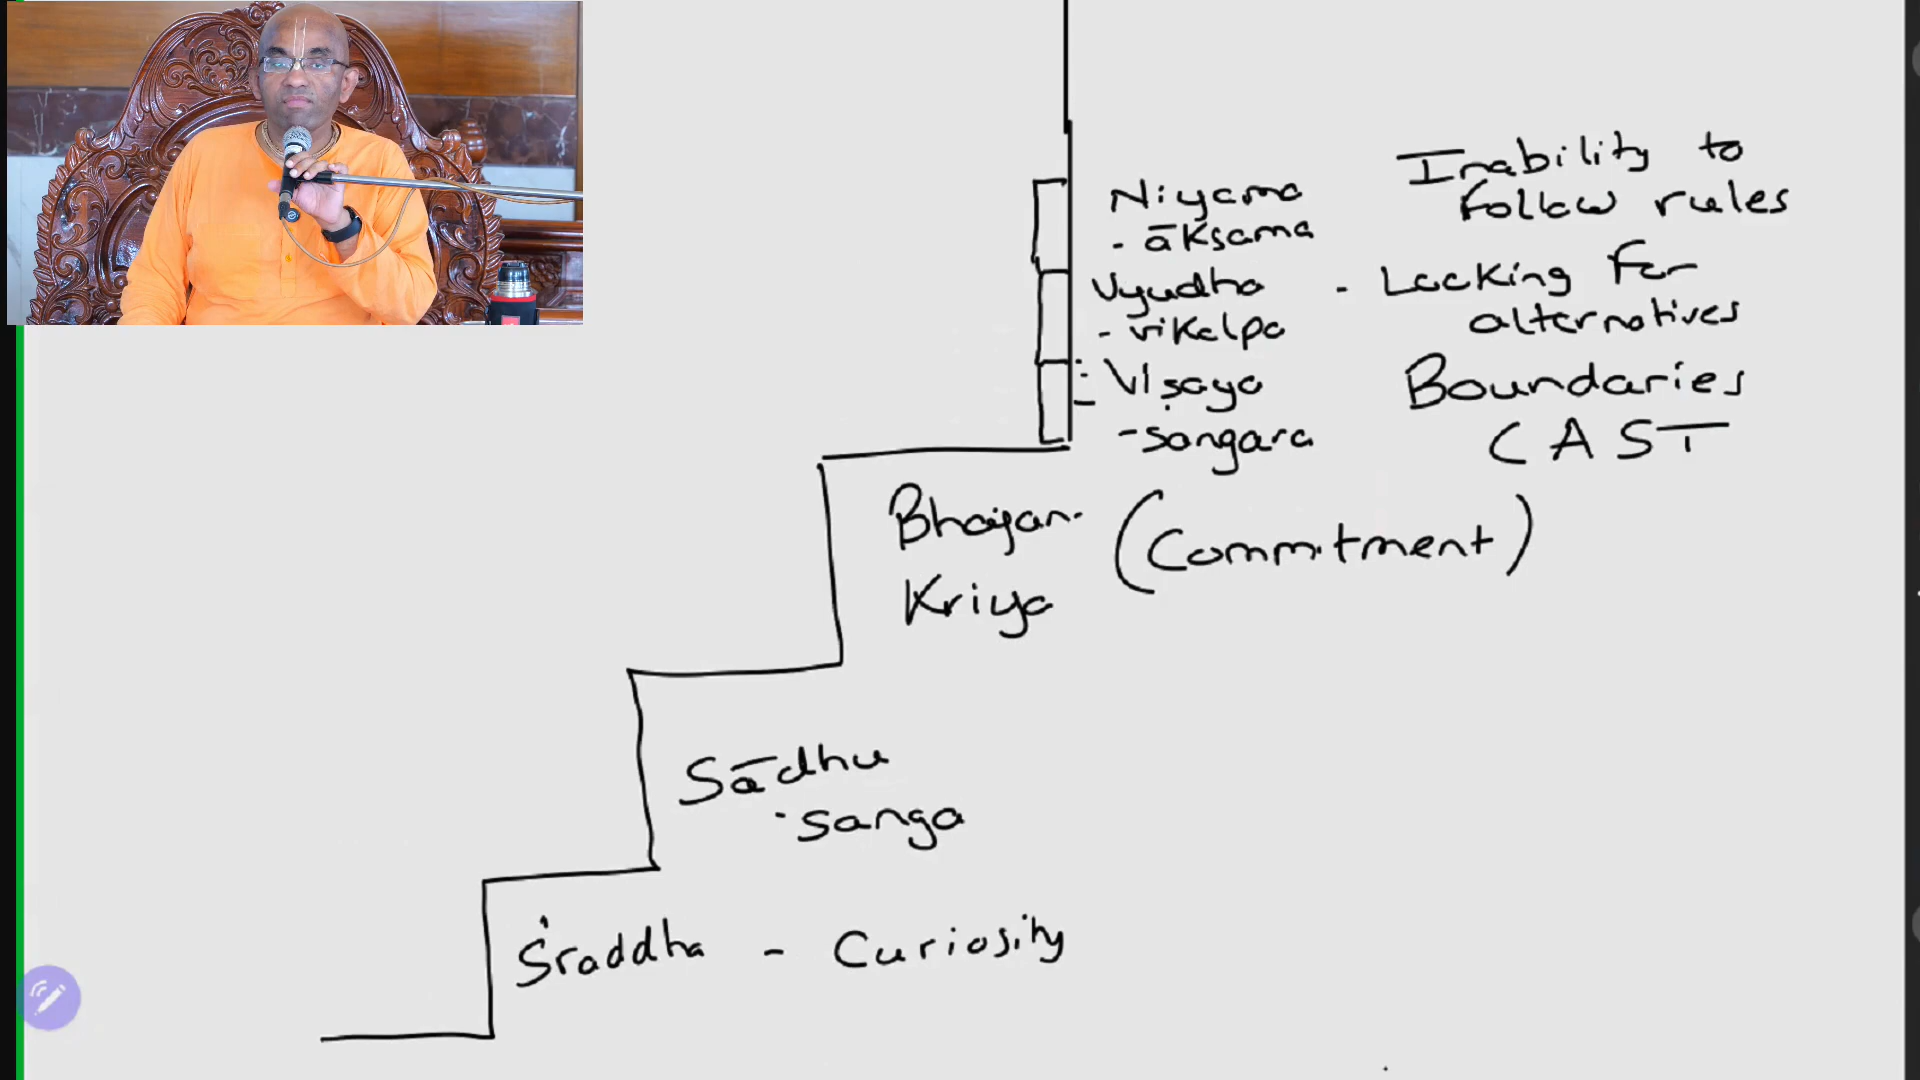 Niyama
- āksama
Inability to
follow rules
Vyudha
- vikalpa
- Looking for
alternatives
Viṣaya
- sangara
Boundaries
CAST
Bhajan-
Kriya
(Commitment)
Sādhu
- sanga
Śraddha - Curiosity